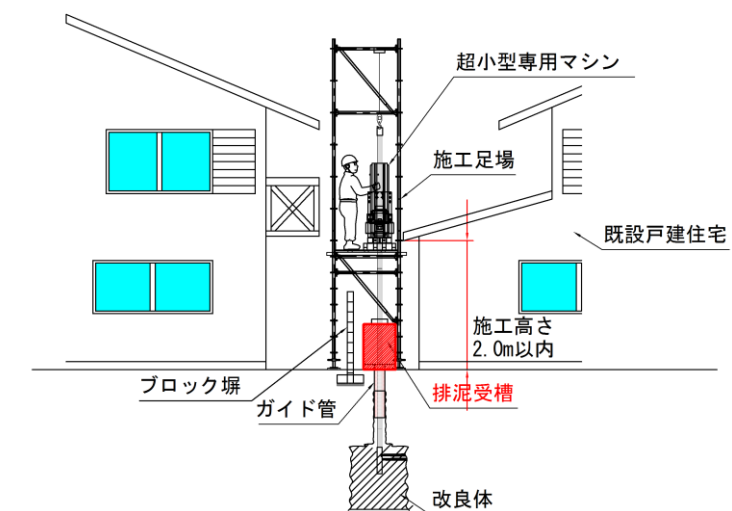 超小型専用マシン
施工足場
既設戸建住宅
施工高さ
2.0m以内
ブロック塀
ガイド管
排泥受槽
改良体